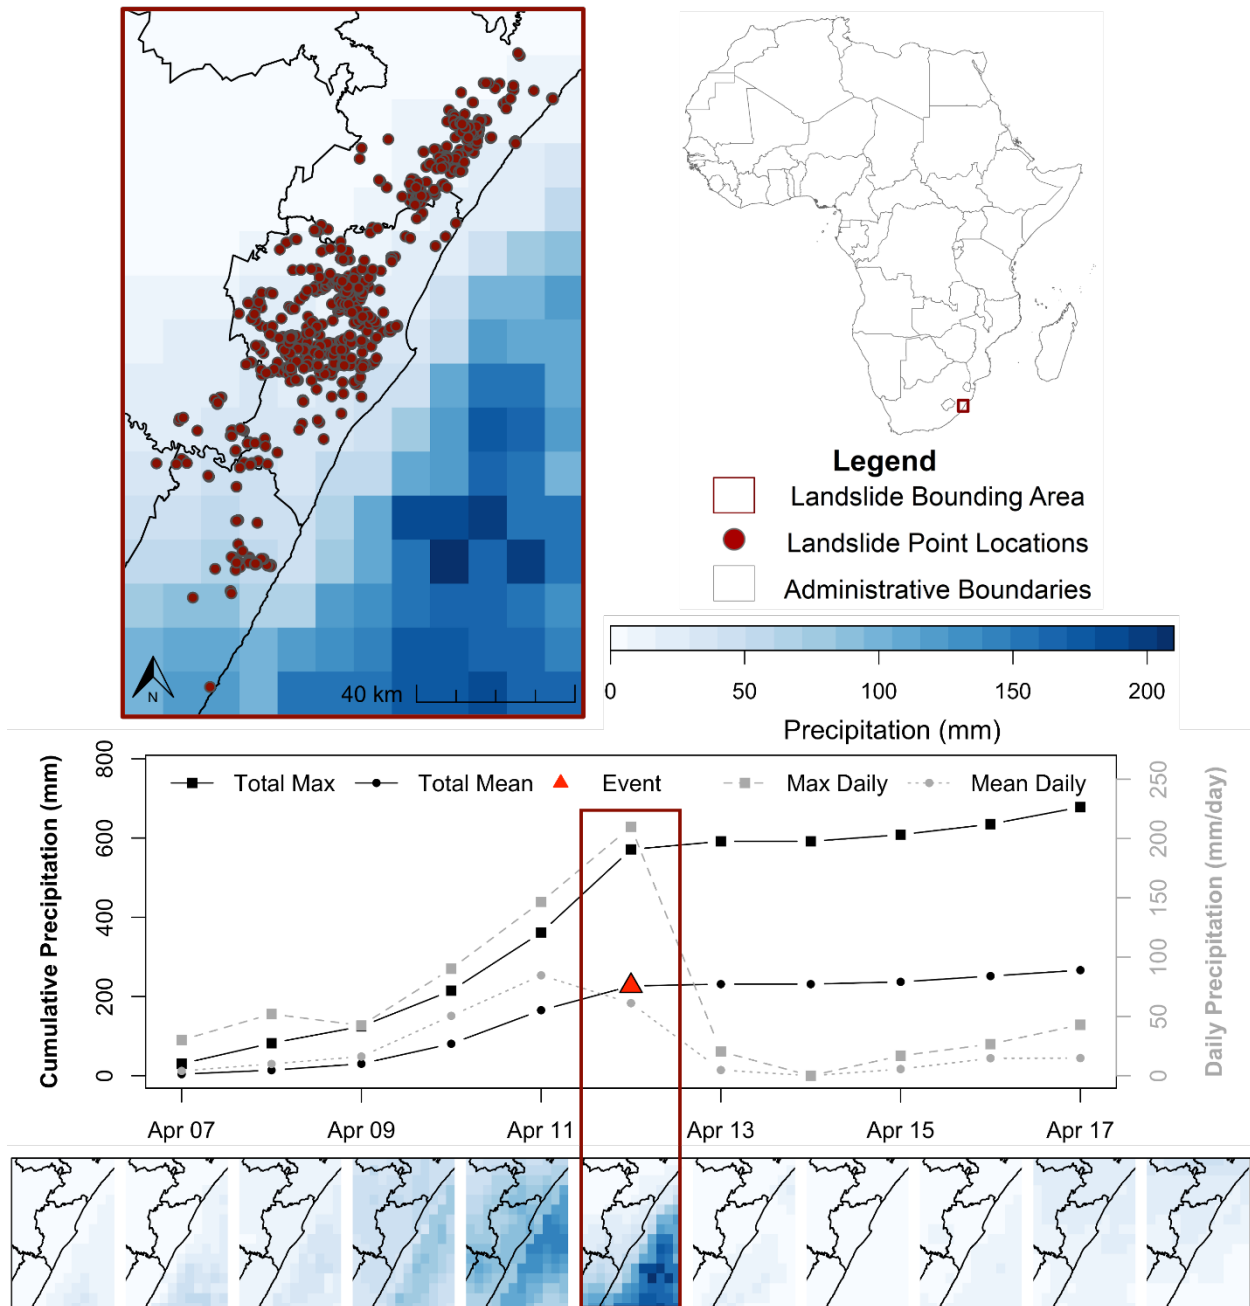 N
40 km
Legend
Landslide Bounding Area
Landslide Point Locations
Administrative Boundaries
0 50 100 150 200
Precipitation (mm)
Total Max Total Mean Event Max Daily Mean Daily
Cumulative Precipitation (mm)
800
600
400
200
0
250
200
150
100
50
0
Daily Precipitation (mm/day)
Apr 07 Apr 09 Apr 11 Apr 13 Apr 15 Apr 17